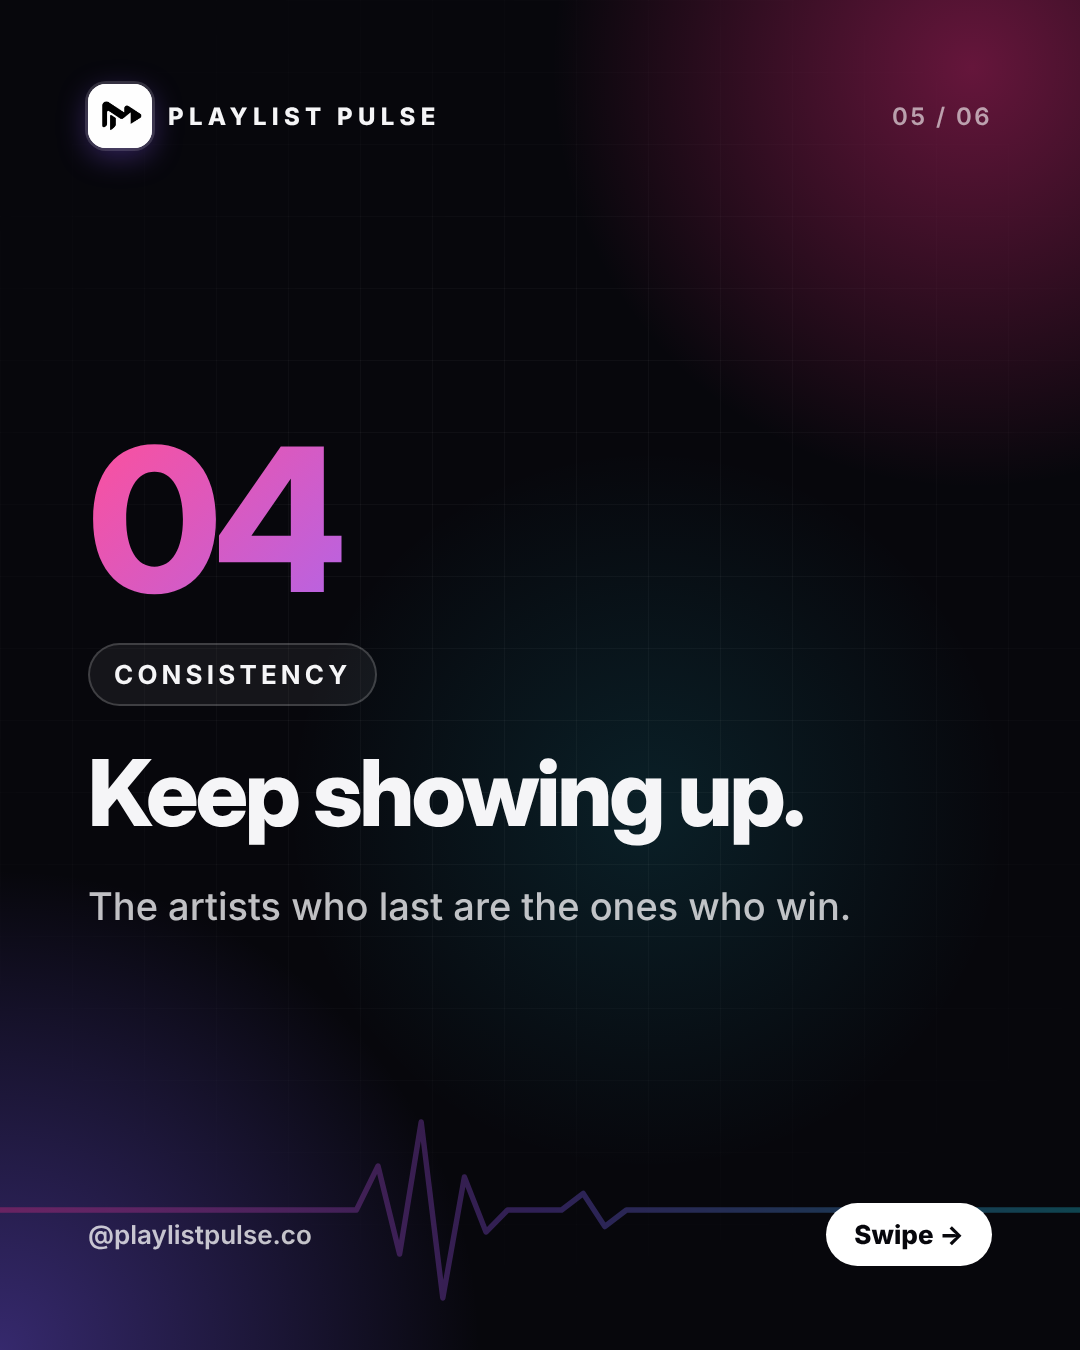 PLAYLIST PULSE
05 / 06
04
CONSISTENCY
Keep showing up.
The artists who last are the ones who win.
@playlistpulse.co
Swipe →